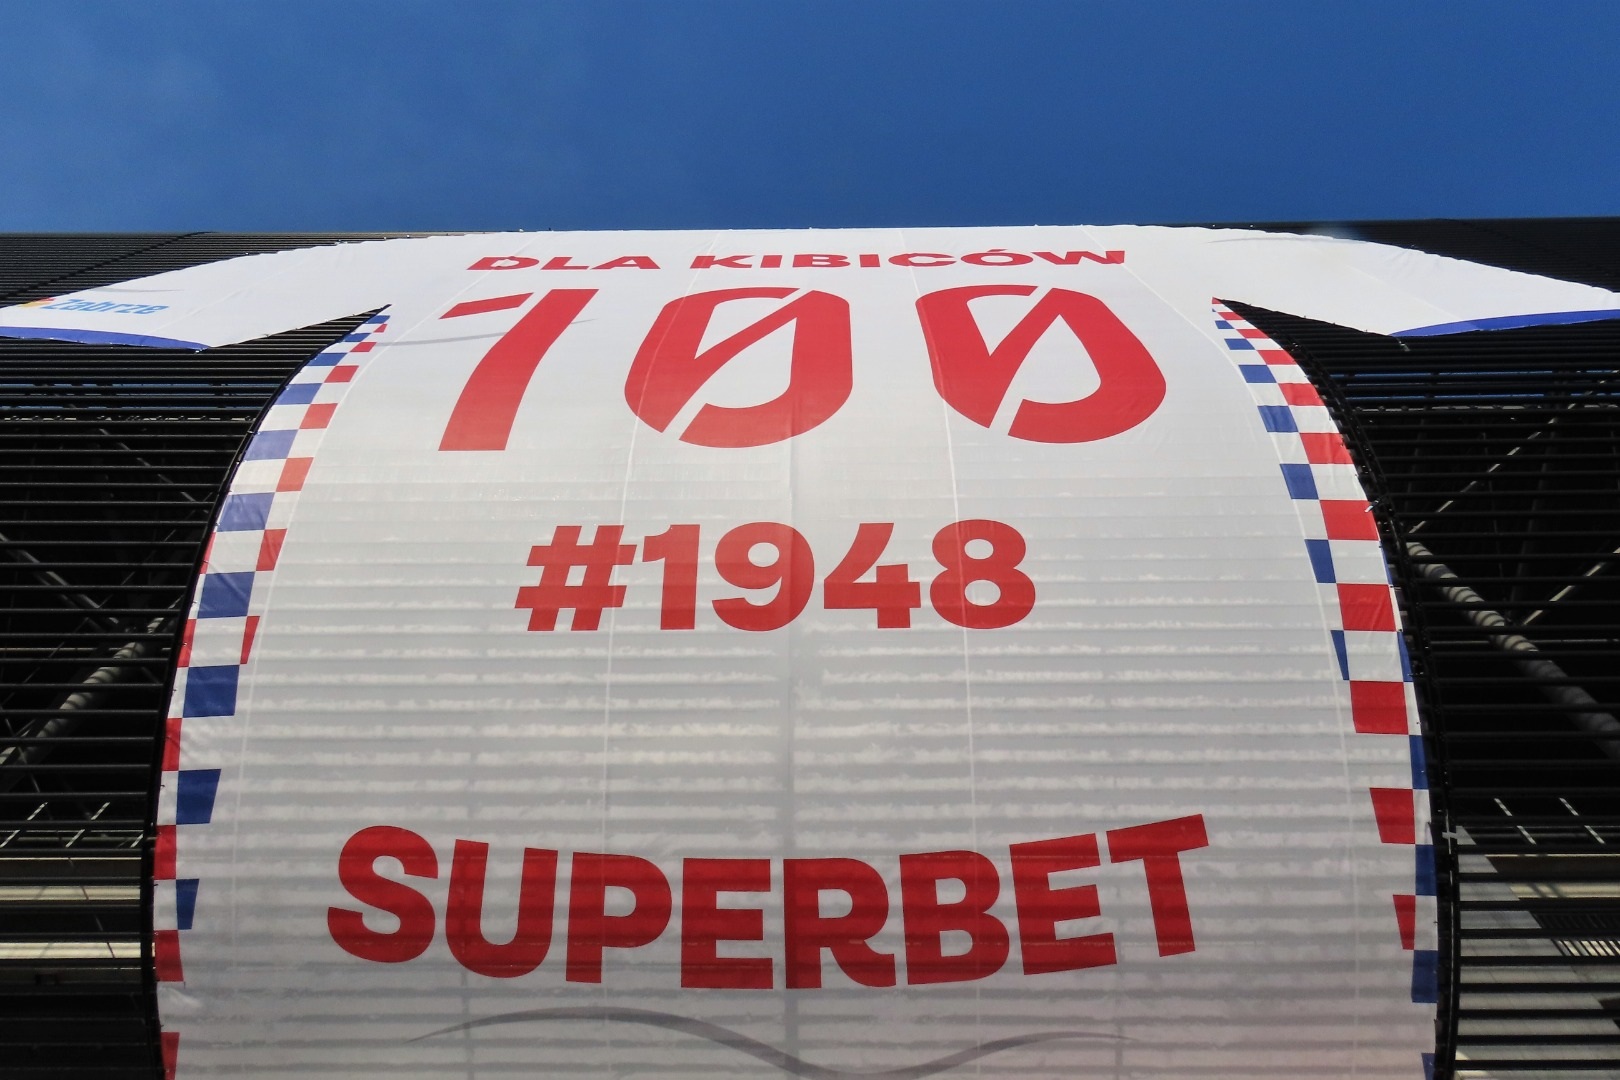 DLA KIBICÓW
Zabrze
100
#1948
SUPERBET